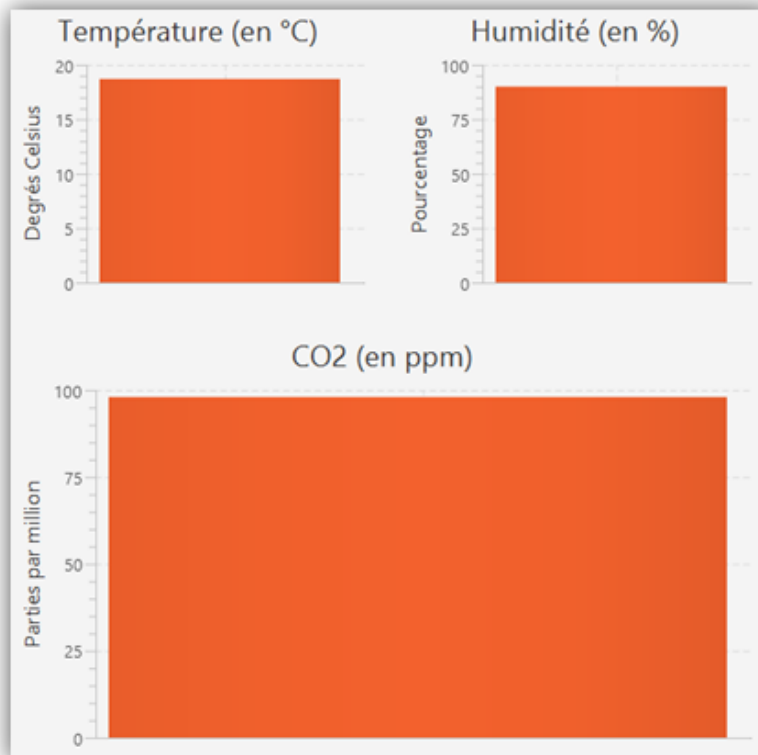 Température (en °C)
20
15
10
5
0
Degrés Celsius
Humidité (en %)
100
75
50
25
0
Pourcentage
CO2 (en ppm)
100
75
50
25
0
Parties par million